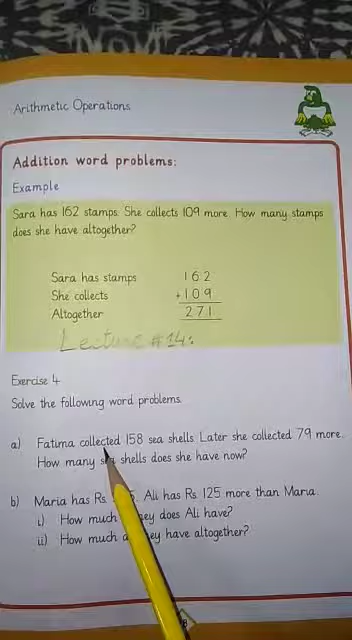 Arithmetic Operations
Addition word problems:
Example
Sara has 162 stamps. She collects 109 more. How many stamps
does she have altogether?
Sara has stamps 162
She collects +109
Altogether 271
Lecture #14:
Exercise 4
Solve the following word problems.
a) Fatima collected 158 sea shells. Later she collected 79 more.
How many sea shells does she have now?
b) Maria has Rs. Ali has Rs. 125 more than Maria.
i) How much does Ali have?
ii) How much they have altogether?